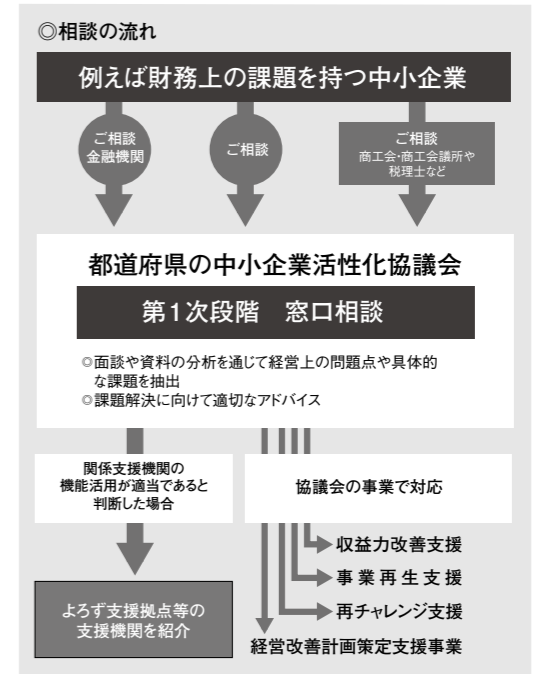 ◎相談の流れ
例えば財務上の課題を持つ中小企業
ご相談
金融機関
ご相談
ご相談
商工会・商工会議所や
税理士など
都道府県の中小企業活性化協議会
第1次段階　窓口相談
◎面談や資料の分析を通じて経営上の問題点や具体的
な課題を抽出
◎課題解決に向けて適切なアドバイス
関係支援機関の
機能活用が適当であると
判断した場合
協議会の事業で対応
収益力改善支援
事業再生支援
再チャレンジ支援
経営改善計画策定支援事業
よろず支援拠点等の
支援機関を紹介